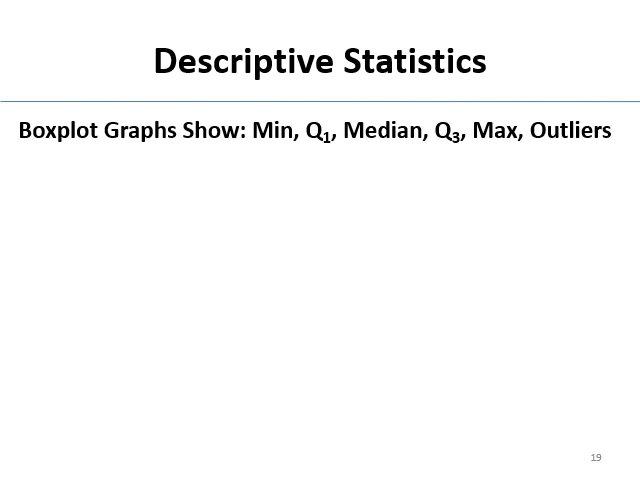 Descriptive Statistics
Boxplot Graphs Show: Min, Q₁, Median, Q₃, Max, Outliers
19